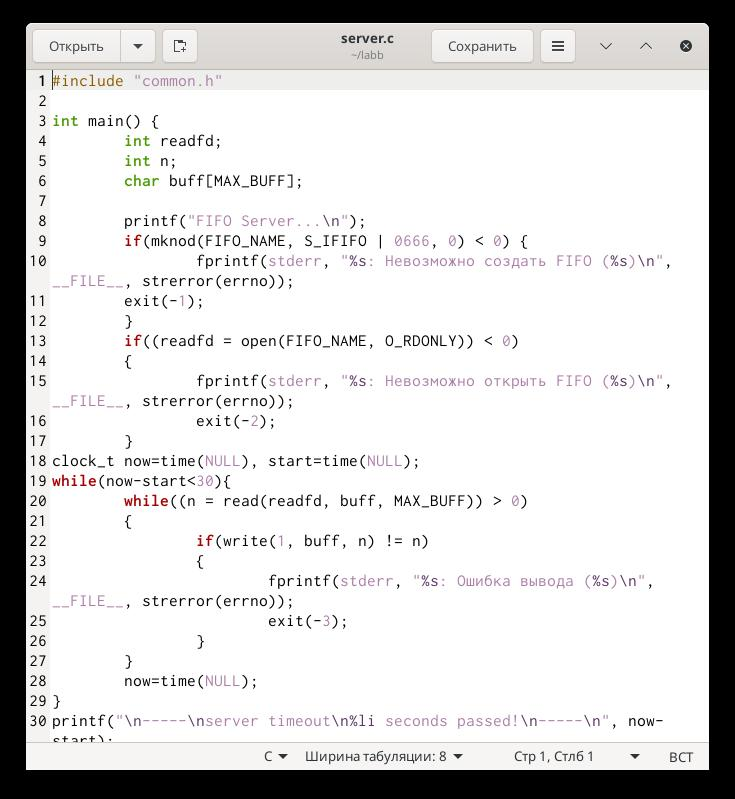 Открыть
server.c
~/labb
Сохранить
1 #include "common.h"
2
3 int main() {
4 int readfd;
5 int n;
6 char buff[MAX_BUFF];
7
8 printf("FIFO Server...\n");
9 if(mknod(FIFO_NAME, S_IFIFO | 0666, 0) < 0) {
10 fprintf(stderr, "%s: Невозможно создать FIFO (%s)\n",
__FILE__, strerror(errno));
11 exit(-1);
12 }
13 if((readfd = open(FIFO_NAME, O_RDONLY)) < 0)
14 {
15 fprintf(stderr, "%s: Невозможно открыть FIFO (%s)\n",
__FILE__, strerror(errno));
16 exit(-2);
17 }
18 clock_t now=time(NULL), start=time(NULL);
19 while(now-start<30){
20 while((n = read(readfd, buff, MAX_BUFF)) > 0)
21 {
22 if(write(1, buff, n) != n)
23 {
24 fprintf(stderr, "%s: Ошибка вывода (%s)\n",
__FILE__, strerror(errno));
25 exit(-3);
26 }
27 }
28 now=time(NULL);
29 }
30 printf("\n-----\nserver timeout\n%li seconds passed!\n-----\n", now-
start);
C
Ширина табуляции: 8
Стр 1, Стлб 1
ВСТ